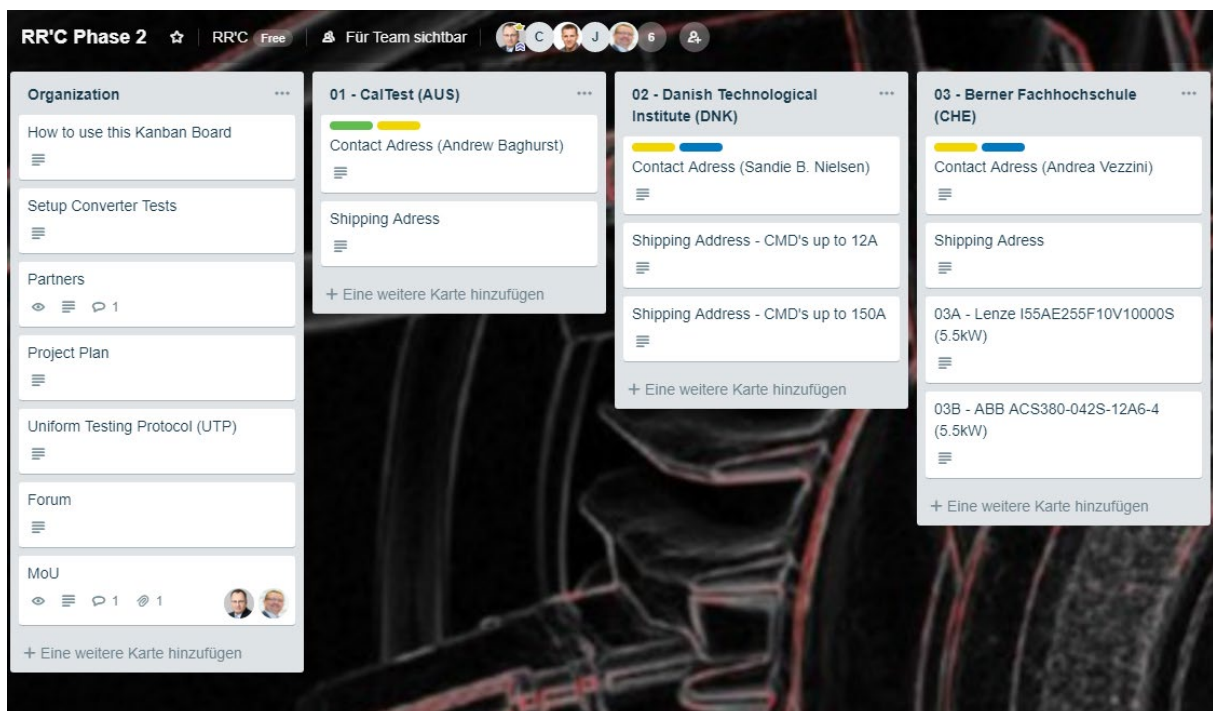 RR'C Phase 2 RR'C Free Für Team sichtbar C J 6
Organization
How to use this Kanban Board
Setup Converter Tests
Partners
1
Project Plan
Uniform Testing Protocol (UTP)
Forum
MoU
1 1
+ Eine weitere Karte hinzufügen
01 - CalTest (AUS)
Contact Adress (Andrew Baghurst)
Shipping Adress
+ Eine weitere Karte hinzufügen
02 - Danish Technological
Institute (DNK)
Contact Adress (Sandie B. Nielsen)
Shipping Address - CMD's up to 12A
Shipping Address - CMD's up to 150A
+ Eine weitere Karte hinzufügen
03 - Berner Fachhochschule
(CHE)
Contact Adress (Andrea Vezzini)
Shipping Adress
03A - Lenze I55AE255F10V10000S
(5.5kW)
03B - ABB ACS380-042S-12A6-4
(5.5kW)
+ Eine weitere Karte hinzufügen